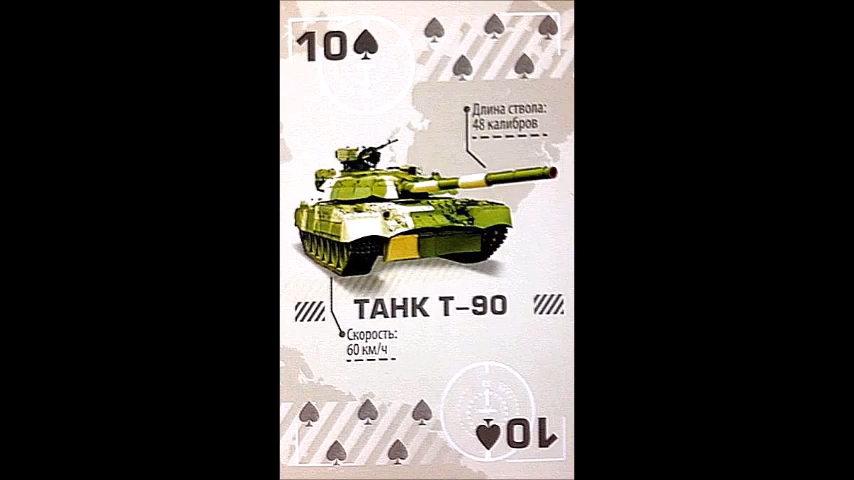 10♠
Длина ствола:
48 калибров
ТАНК Т–90
Скорость:
60 км/ч
10♠